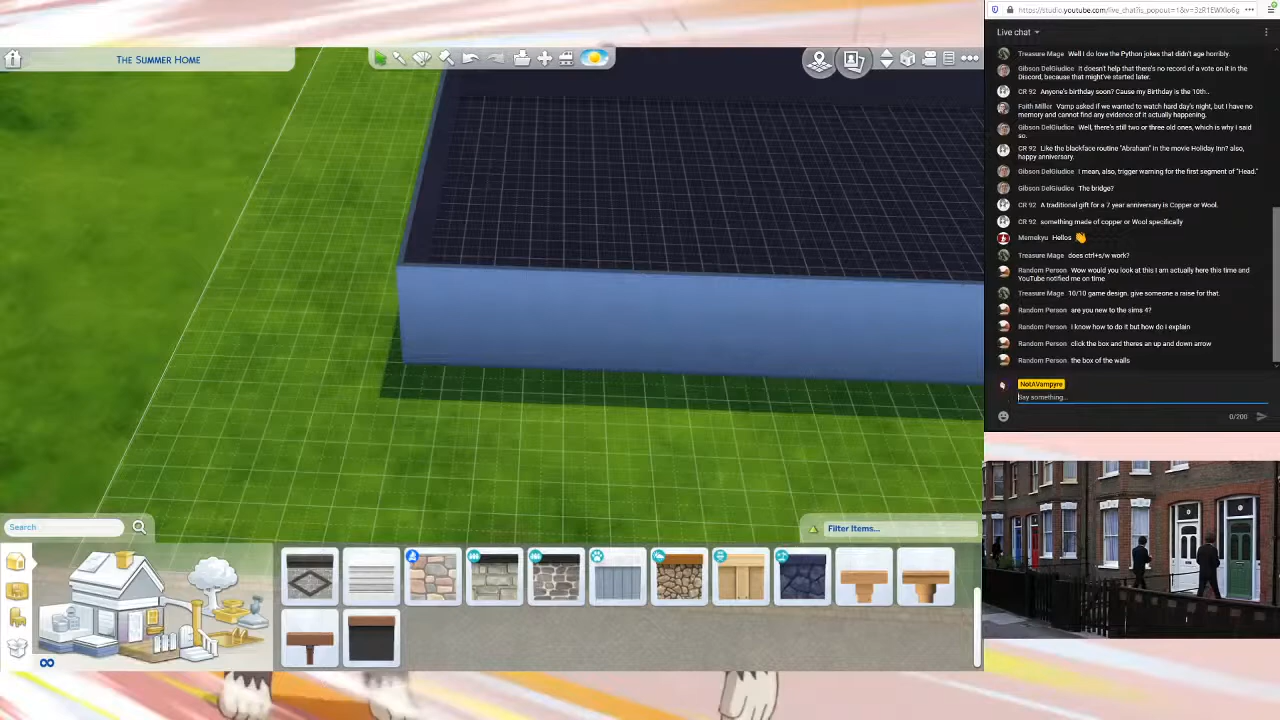 https://studio.youtube.com/live_chat?is_popout=1&v=3zR1EWXlo6g
Live chat
THE SUMMER HOME
Treasure Mage Well I do love the Python jokes that didn't age horribly.
Gibson DelGiudice It doesn't help that there's no record of a vote on it in the
Discord, because that might've started later.
CR 92 Anyone's birthday soon? Cause my Birthday is the 10th..
Faith Miller Vamp asked if we wanted to watch hard day's night, but I have no
memory and cannot find any evidence of it actually happening.
Gibson DelGiudice Well, there's still two or three old ones, which is why I said
so.
CR 92 Like the blackface routine "Abraham" in the movie Holiday Inn? also,
happy anniversary.
Gibson DelGiudice I mean, also, trigger warning for the first segment of "Head."
Gibson DelGiudice The bridge?
CR 92 A traditional gift for a 7 year anniversary is Copper or Wool.
CR 92 something made of copper or Wool specifically
Memekyu Hellos
Treasure Mage does ctrl+s/w work?
Random Person Wow would you look at this I am actually here this time and
YouTube notified me on time
Treasure Mage 10/10 game design. give someone a raise for that.
Random Person are you new to the sims 4?
Random Person I know how to do it but how do i explain
Random Person click the box and theres an up and down arrow
Random Person the box of the walls
NotAVampyre
Say something...
0/200
Search
Filter Items...